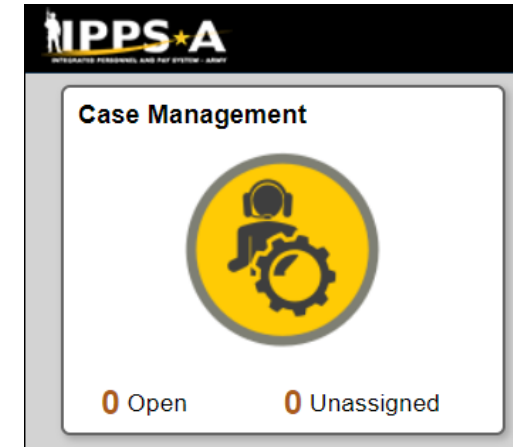 IPPS★A
INTEGRATED PERSONNEL AND PAY SYSTEM - ARMY
Case Management
0 Open 0 Unassigned